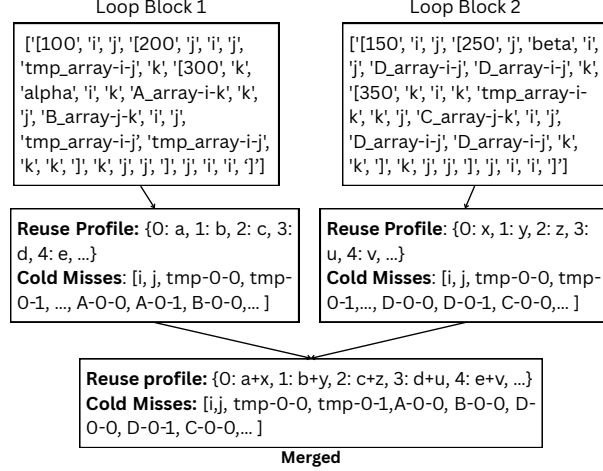 Loop Block 1
['[100', 'i', 'j', '[200', 'j', 'i', 'j',
'tmp_array-i-j', 'k', '[300', 'k',
'alpha', 'i', 'k', 'A_array-i-k', 'k',
'j', 'B_array-j-k', 'i', 'j',
'tmp_array-i-j', 'tmp_array-i-j',
'k', 'k', ']', 'k', 'j', 'j', ']', 'j', 'i', 'i', ']']
Loop Block 2
['[150', 'i', 'j', '[250', 'j', 'beta', 'i',
'j', 'D_array-i-j', 'D_array-i-j', 'k',
'[350', 'k', 'i', 'k', 'tmp_array-i-
k', 'k', 'j', 'C_array-j-k', 'i', 'j',
'D_array-i-j', 'D_array-i-j', 'k',
'k', ']', 'k', 'j', 'j', ']', 'j', 'i', 'i', ']']
Reuse Profile: {0: a, 1: b, 2: c, 3:
d, 4: e, ...}
Cold Misses: [i, j, tmp-0-0, tmp-
0-1, ..., A-0-0, A-0-1, B-0-0,... ]
Reuse Profile: {0: x, 1: y, 2: z, 3:
u, 4: v, ...}
Cold Misses: [i, j, tmp-0-0, tmp-
0-1,..., D-0-0, D-0-1, C-0-0,... ]
Reuse profile: {0: a+x, 1: b+y, 2: c+z, 3: d+u, 4: e+v, ...}
Cold Misses: [i,j, tmp-0-0, tmp-0-1,A-0-0, B-0-0, D-
0-0, D-0-1, C-0-0,... ]
Merged